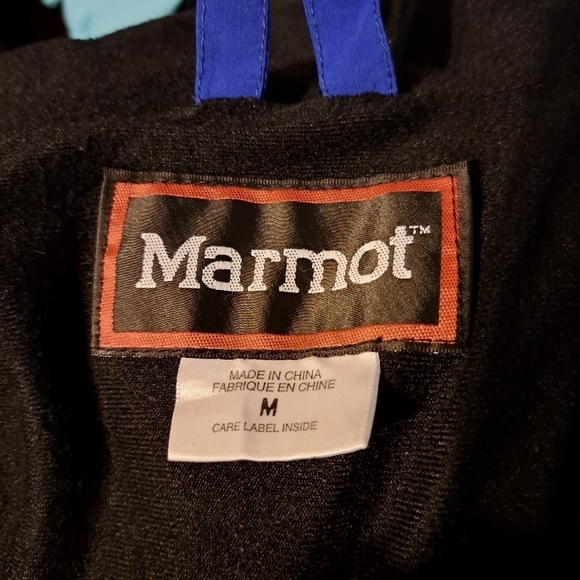 Marmot™
MADE IN CHINA
FABRIQUE EN CHINE
M
CARE LABEL INSIDE